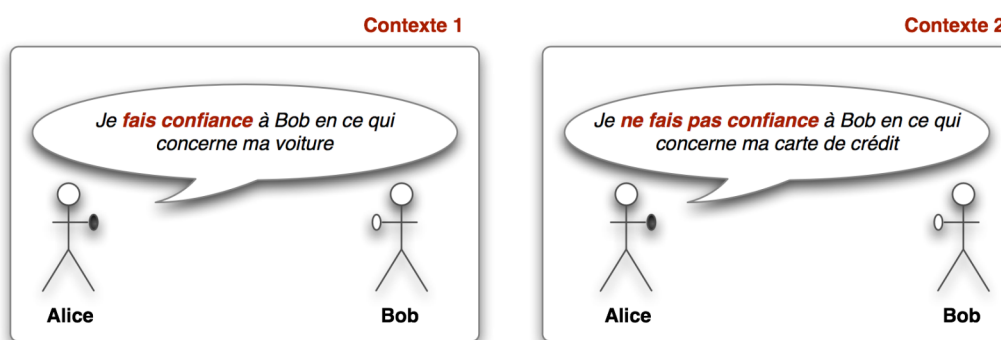 Contexte 1
Je fais confiance à Bob en ce qui
concerne ma voiture
Alice
Bob
Contexte 2
Je ne fais pas confiance à Bob en ce qui
concerne ma carte de crédit
Alice
Bob